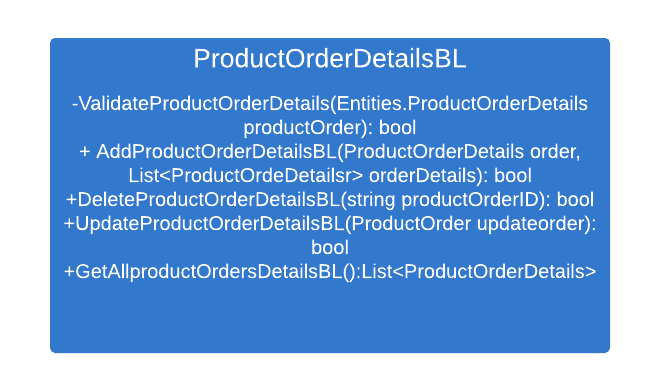 ProductOrderDetailsBL
-ValidateProductOrderDetails(Entities.ProductOrderDetails
productOrder): bool
+ AddProductOrderDetailsBL(ProductOrderDetails order,
List<ProductOrdeDetailsr> orderDetails): bool
+DeleteProductOrderDetailsBL(string productOrderID): bool
+UpdateProductOrderDetailsBL(ProductOrder updateorder):
bool
+GetAllproductOrdersDetailsBL():List<ProductOrderDetails>